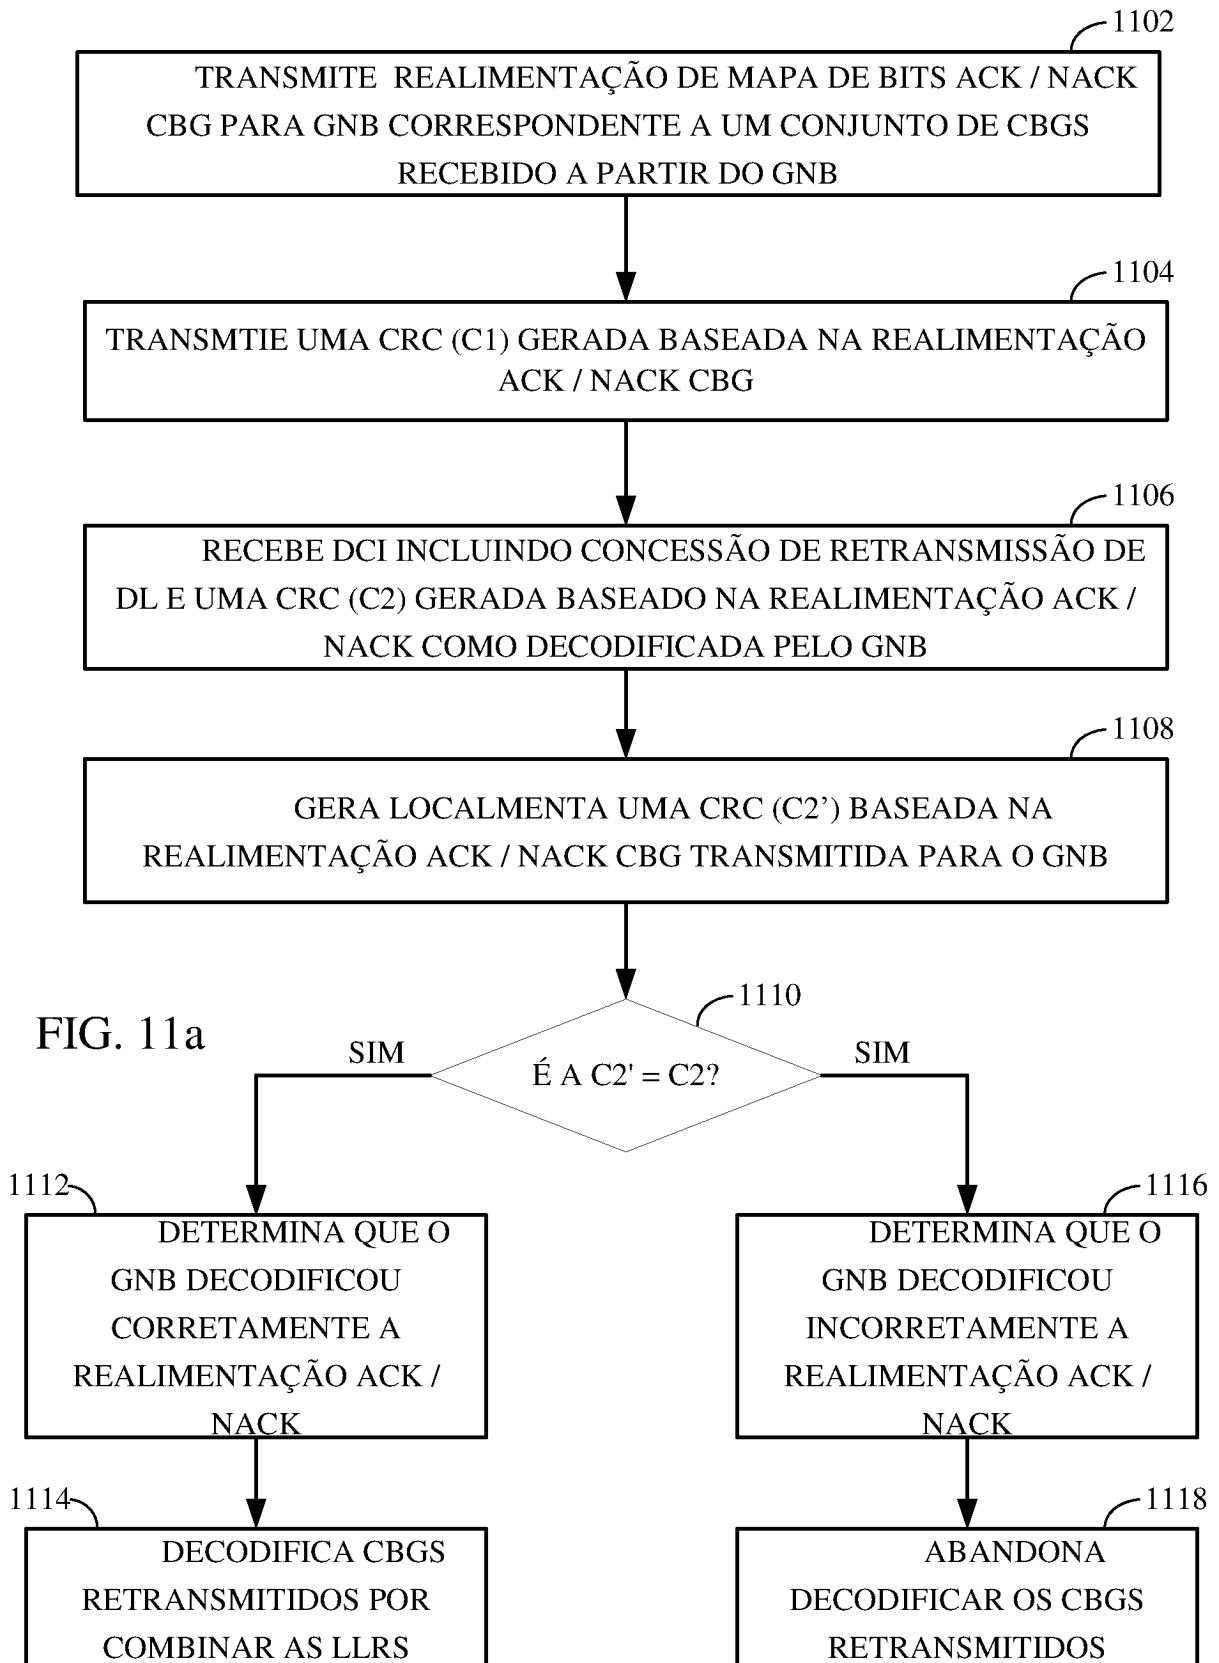 1102
TRANSMITE REALIMENTAÇÃO DE MAPA DE BITS ACK / NACK
CBG PARA GNB CORRESPONDENTE A UM CONJUNTO DE CBGS
RECEBIDO A PARTIR DO GNB
1104
TRANSMTIE UMA CRC (C1) GERADA BASEADA NA REALIMENTAÇÃO
ACK / NACK CBG
1106
RECEBE DCI INCLUINDO CONCESSÃO DE RETRANSMISSÃO DE
DL E UMA CRC (C2) GERADA BASEADO NA REALIMENTAÇÃO ACK /
NACK COMO DECODIFICADA PELO GNB
1108
GERA LOCALMENTA UMA CRC (C2’) BASEADA NA
REALIMENTAÇÃO ACK / NACK CBG TRANSMITIDA PARA O GNB
1110
FIG. 11a
SIM
É A C2' = C2?
SIM
1112
DETERMINA QUE O
GNB DECODIFICOU
CORRETAMENTE A
REALIMENTAÇÃO ACK /
NACK
1116
DETERMINA QUE O
GNB DECODIFICOU
INCORRETAMENTE A
REALIMENTAÇÃO ACK /
NACK
1114
DECODIFICA CBGS
RETRANSMITIDOS POR
COMBINAR AS LLRS
1118
ABANDONA
DECODIFICAR OS CBGS
RETRANSMITIDOS